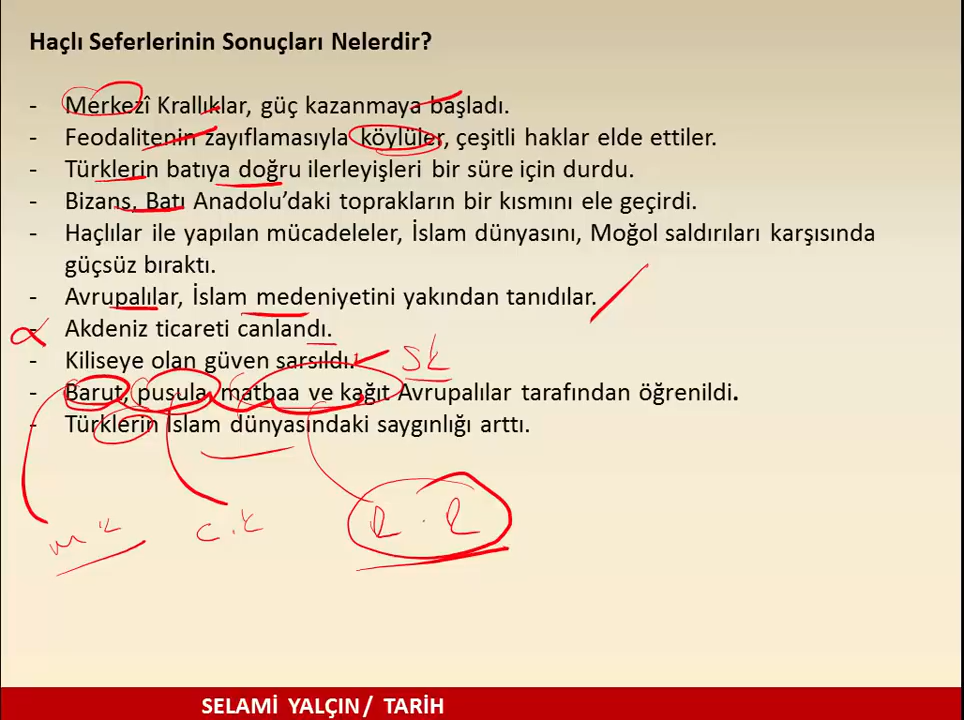 Haçlı Seferlerinin Sonuçları Nelerdir?
- Merkezî Krallıklar, güç kazanmaya başladı.
- Feodalitenin zayıflamasıyla köylüler, çeşitli haklar elde ettiler.
- Türklerin batıya doğru ilerleyişleri bir süre için durdu.
- Bizans, Batı Anadolu’daki toprakların bir kısmını ele geçirdi.
- Haçlılar ile yapılan mücadeleler, İslam dünyasını, Moğol saldırıları karşısında
güçsüz bıraktı.
- Avrupalılar, İslam medeniyetini yakından tanıdılar.
- Akdeniz ticareti canlandı.
- Kiliseye olan güven sarsıldı.
- Barut, pusula, matbaa ve kağıt Avrupalılar tarafından öğrenildi.
- Türklerin İslam dünyasındaki saygınlığı arttı.
SELAMİ YALÇIN/ TARİH